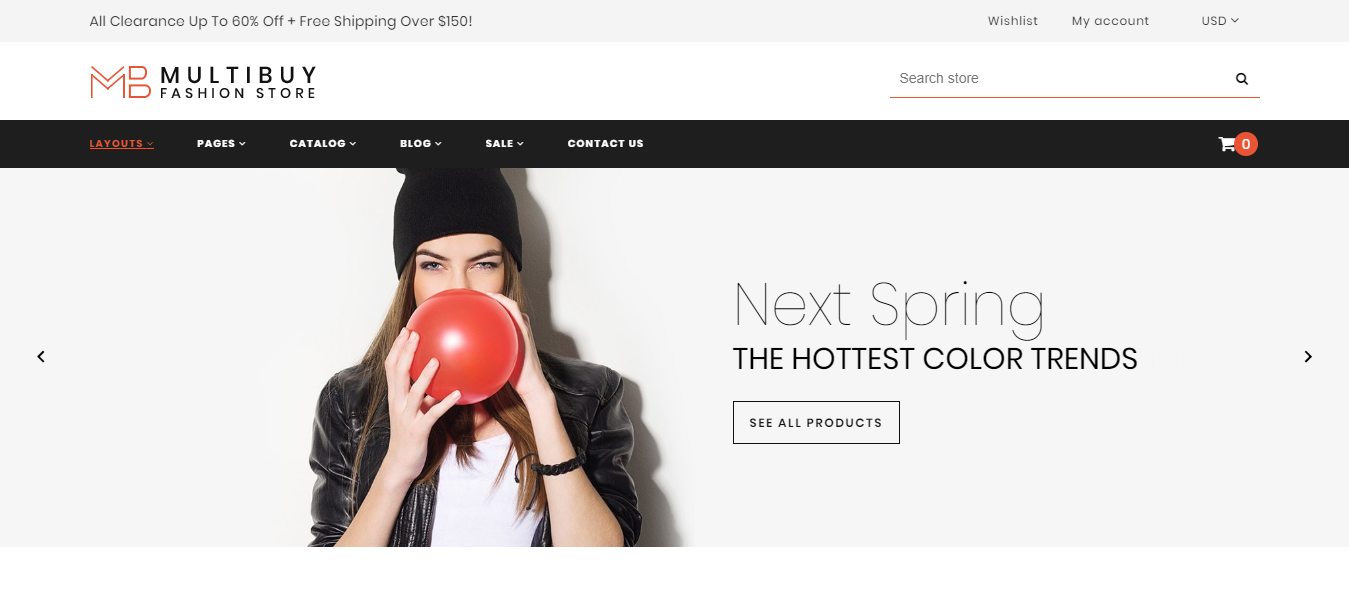 All Clearance Up To 60% Off + Free Shipping Over $150!
Wishlist
My account
USD
MB MULTIBUY
FASHION STORE
Search store
LAYOUTS
PAGES
CATALOG
BLOG
SALE
CONTACT US
0
Next Spring
THE HOTTEST COLOR TRENDS
SEE ALL PRODUCTS